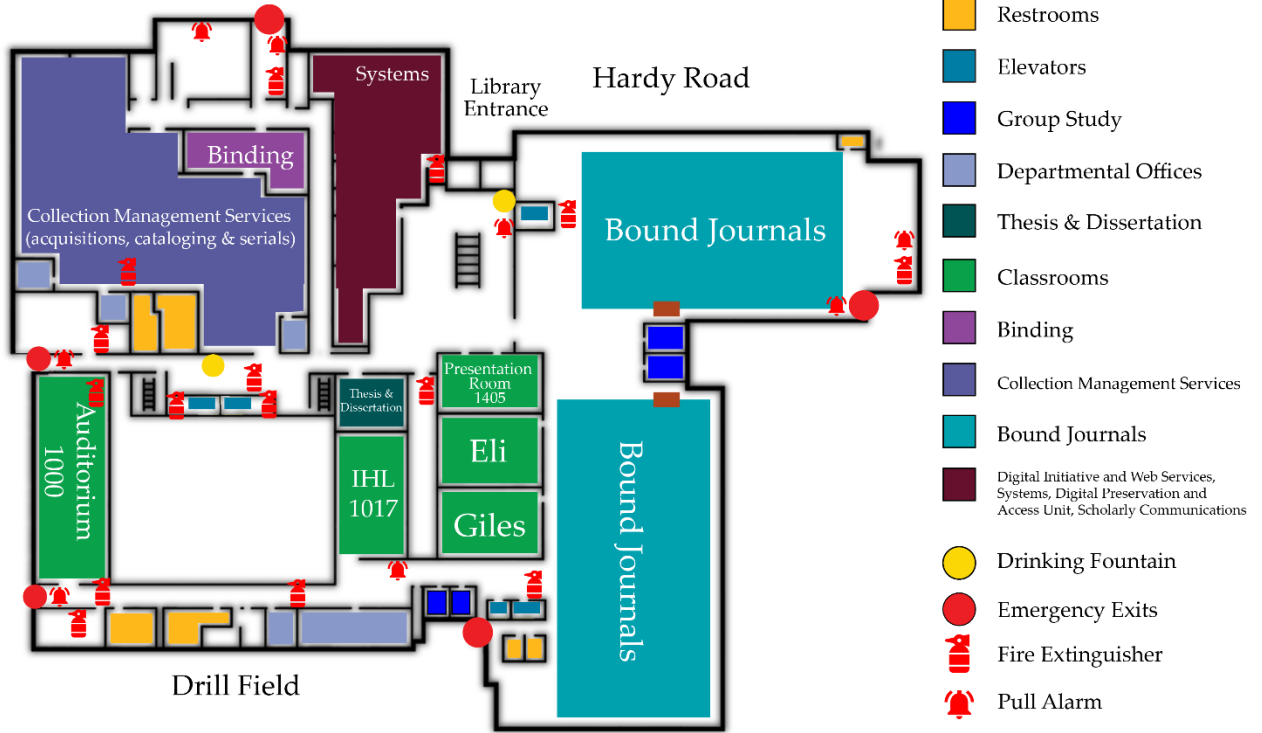 Systems
Library
Entrance
Hardy Road
Binding
Collection Management Services
(acquisitions, cataloging & serials)
Bound Journals
Presentation
Room
1405
Thesis &
Dissertation
Auditorium
1000
Eli
IHL
1017
Giles
Bound Journals
Drill Field
Restrooms
Elevators
Group Study
Departmental Offices
Thesis & Dissertation
Classrooms
Binding
Collection Management Services
Bound Journals
Digital Initiative and Web Services,
Systems, Digital Preservation and
Access Unit, Scholarly Communications
Drinking Fountain
Emergency Exits
Fire Extinguisher
Pull Alarm